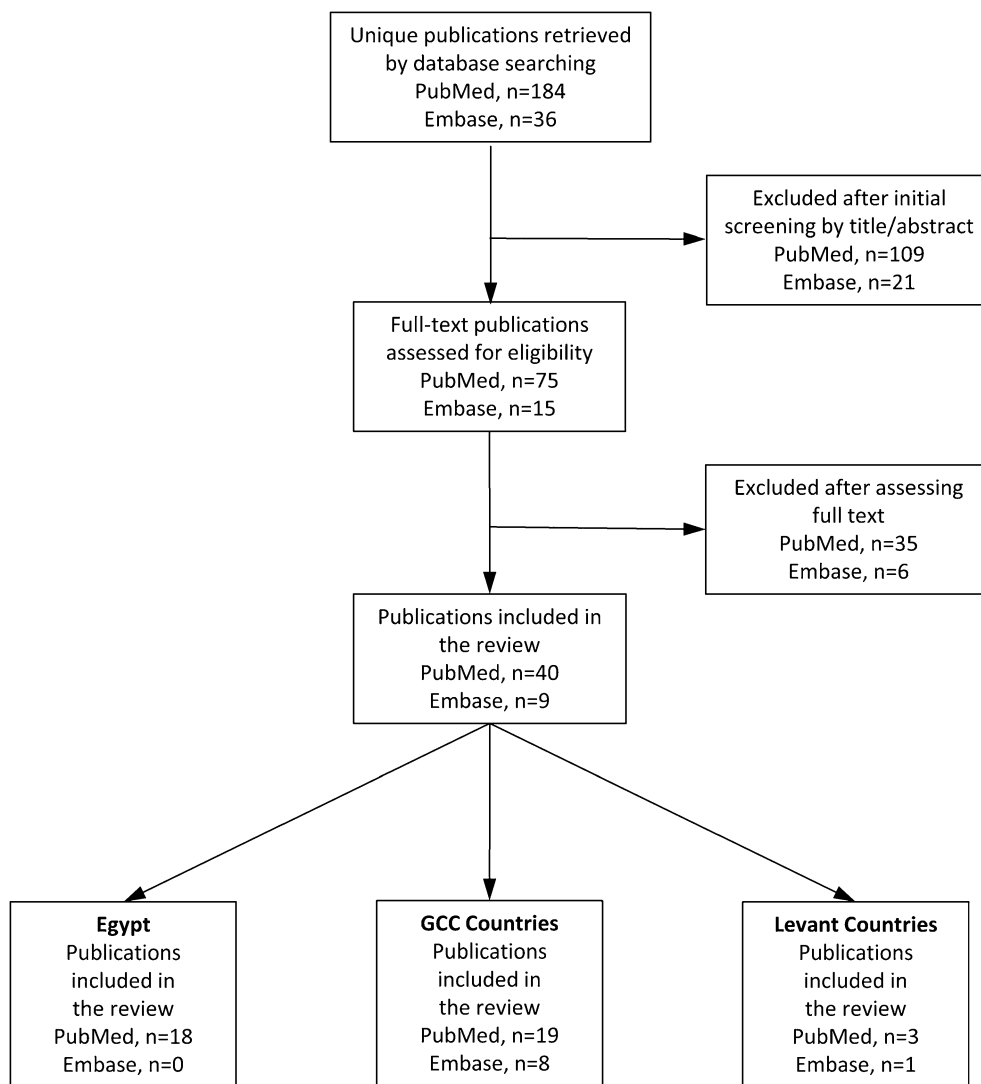 Unique publications retrieved
by database searching
PubMed, n=184
Embase, n=36
Excluded after initial
screening by title/abstract
PubMed, n=109
Embase, n=21
Full-text publications
assessed for eligibility
PubMed, n=75
Embase, n=15
Excluded after assessing
full text
PubMed, n=35
Embase, n=6
Publications included in
the review
PubMed, n=40
Embase, n=9
Egypt
Publications
included in
the review
PubMed, n=18
Embase, n=0
GCC Countries
Publications
included in
the review
PubMed, n=19
Embase, n=8
Levant Countries
Publications
included in
the review
PubMed, n=3
Embase, n=1